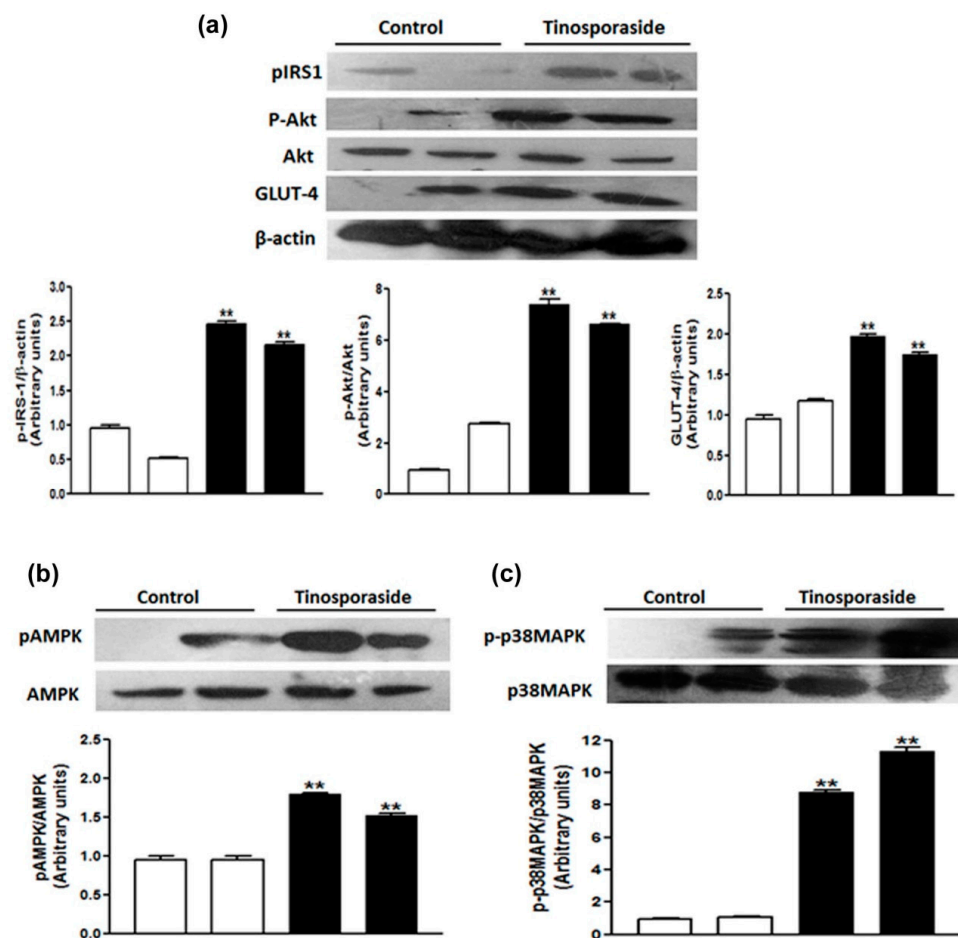 (a)
Control Tinosporaside
pIRS1
P-Akt
Akt
GLUT-4
β-actin
p-IRS-1/β-actin
(Arbitrary units)
3.0
2.5
2.0
1.5
1.0
0.5
0.0
**
**
p-Akt/Akt
(Arbitrary units)
8
6
4
2
0
**
**
GLUT-4/β-actin
(Arbitrary units)
2.5
2.0
1.5
1.0
0.5
0.0
**
**
(b)
Control Tinosporaside
pAMPK
AMPK
pAMPK/AMPK
(Arbitrary units)
2.5
2.0
1.5
1.0
0.5
0.0
**
**
(c)
Control Tinosporaside
p-p38MAPK
p38MAPK
p-p38MAPK/p38MAPK
(Arbitrary units)
12
10
8
6
4
2
0
**
**